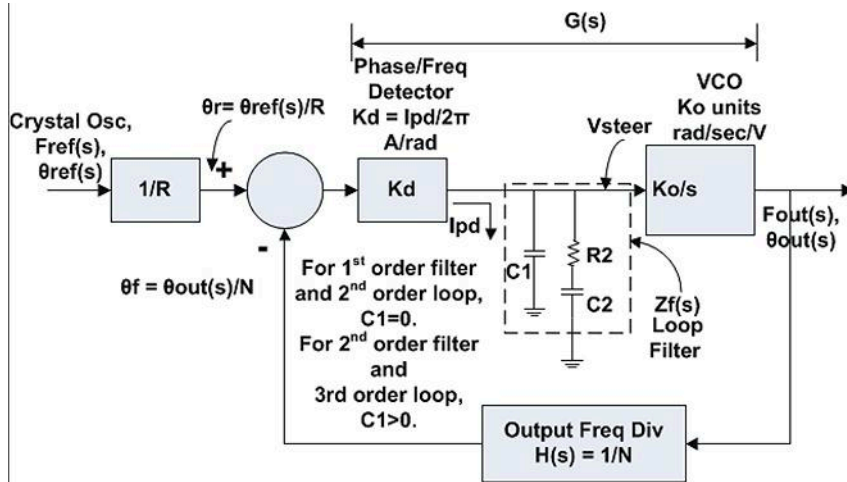 G(s)
Phase/Freq
Detector
Kd = Ipd/2π
A/rad
VCO
Ko units
rad/sec/V
θr= θref(s)/R
Vsteer
Crystal Osc,
Fref(s),
θref(s)
+
1/R
Kd
Ko/s
Ipd
Fout(s),
θout(s)
-
θf = θout(s)/N
For 1st order filter
and 2nd order loop,
C1=0.
For 2nd order filter
and
3rd order loop,
C1>0.
C1
R2
C2
Zf(s)
Loop
Filter
Output Freq Div
H(s) = 1/N